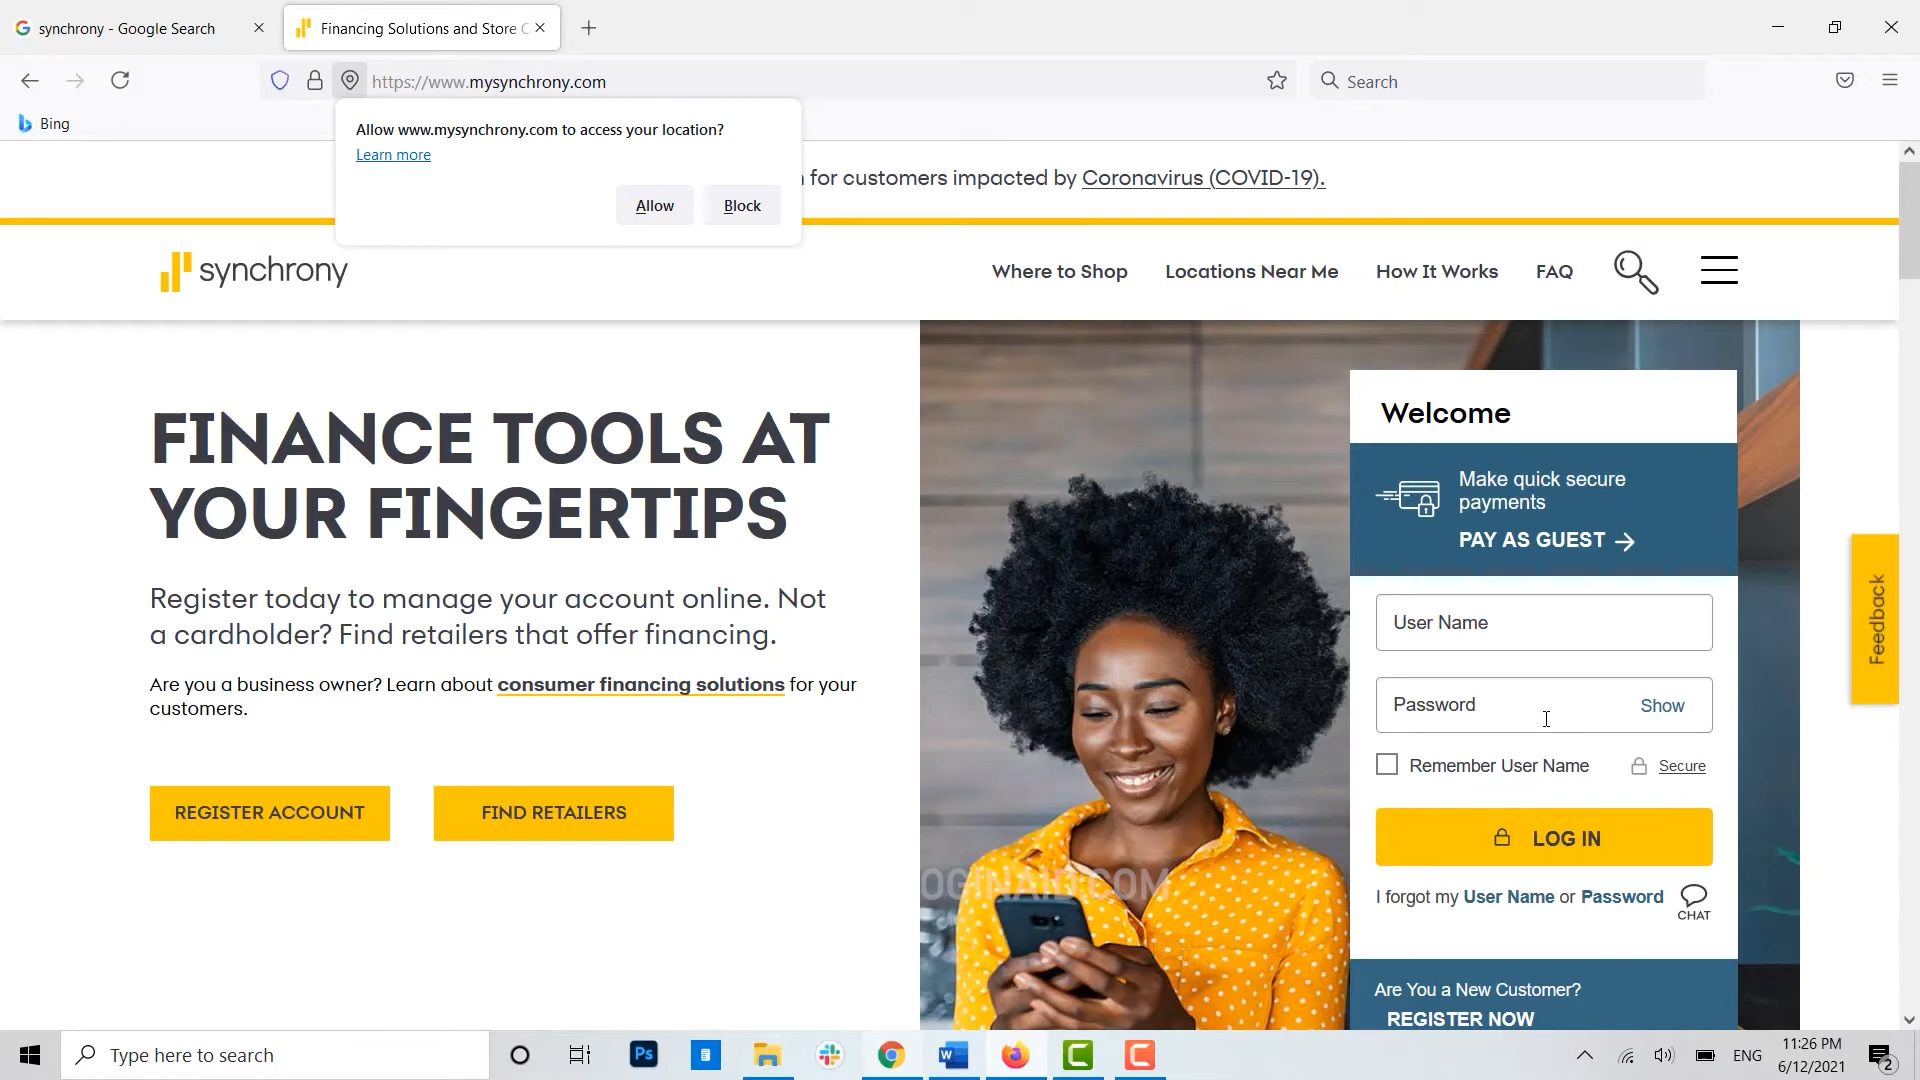 synchrony - Google Search
Financing Solutions and Store C
https://www.mysynchrony.com
Search
Bing
Allow www.mysynchrony.com to access your location?
Learn more
Allow
Block
for customers impacted by Coronavirus (COVID-19).
synchrony
Where to Shop
Locations Near Me
How It Works
FAQ
FINANCE TOOLS AT
YOUR FINGERTIPS
Register today to manage your account online. Not
a cardholder? Find retailers that offer financing.
Are you a business owner? Learn about consumer financing solutions for your
customers.
REGISTER ACCOUNT
FIND RETAILERS
Welcome
Make quick secure
payments
PAY AS GUEST
User Name
Password
Show
Remember User Name
Secure
LOG IN
I forgot my User Name or Password
CHAT
Are You a New Customer?
REGISTER NOW
Feedback
OGINAID.COM
Type here to search
Ps
ENG
11:26 PM
6/12/2021
2